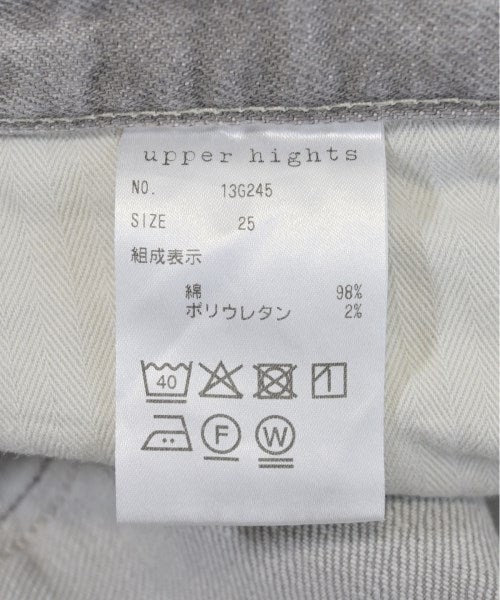 upper hights
NO. 13G245
SIZE 25
組成表示
綿 98%
ポリウレタン 2%
40
F W